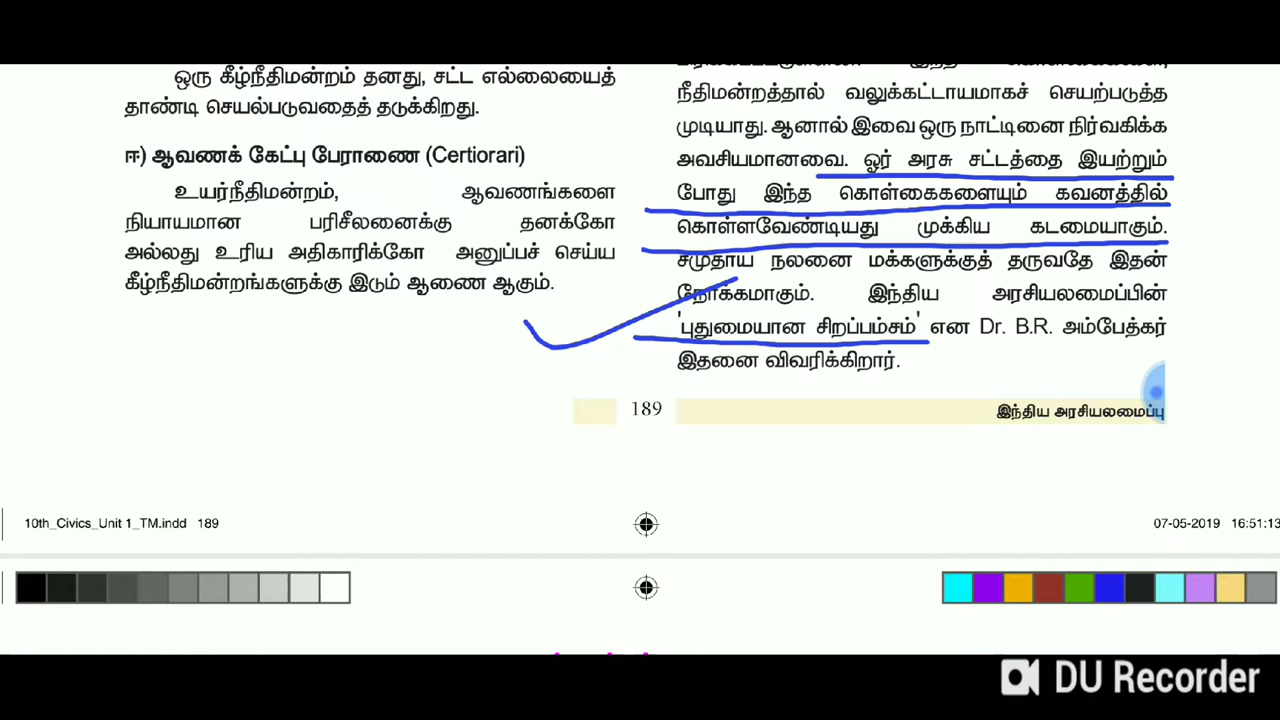 ஒரு கீழ்நீதிமன்றம் தனது, சட்ட எல்லையைத்
தாண்டி செயல்படுவதைத் தடுக்கிறது.
ஈ) ஆவணக் கேட்பு பேராணை (Certiorari)
உயர்நீதிமன்றம், ஆவணங்களை
நியாயமான பரிசீலனைக்கு தனக்கோ
அல்லது உரிய அதிகாரிக்கோ அனுப்பச் செய்ய
கீழ்நீதிமன்றங்களுக்கு இடும் ஆணை ஆகும்.
நீதிமன்றத்தால் வலுக்கட்டாயமாகச் செயற்படுத்த
முடியாது. ஆனால் இவை ஒரு நாட்டினை நிர்வகிக்க
அவசியமானவை. ஓர் அரசு சட்டத்தை இயற்றும்
போது இந்த கொள்கைகளையும் கவனத்தில்
கொள்ளவேண்டியது முக்கிய கடமையாகும்.
சமுதாய நலனை மக்களுக்குத் தருவதே இதன்
நோக்கமாகும். இந்திய அரசியலமைப்பின்
'புதுமையான சிறப்பம்சம்' என Dr. B.R. அம்பேத்கர்
இதனை விவரிக்கிறார்.
189
இந்திய அரசியலமைப்பு
10th_Civics_Unit 1_TM.indd 189
07-05-2019 16:51:13
DU Recorder